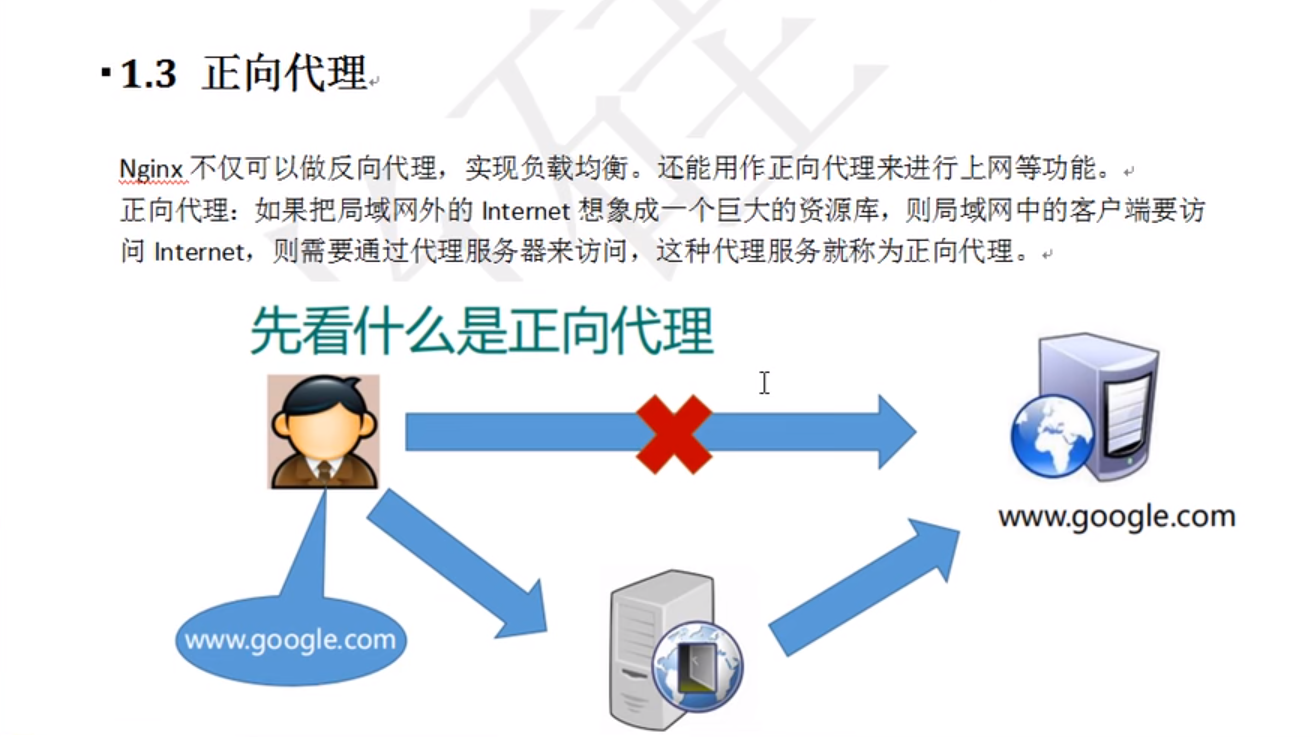 1.3 正向代理
Nginx 不仅可以做反向代理，实现负载均衡。还能用作正向代理来进行上网等功能。
正向代理：如果把局域网外的 Internet 想象成一个巨大的资源库，则局域网中的客户端要访
问 Internet，则需要通过代理服务器来访问，这种代理服务就称为正向代理。
先看什么是正向代理
www.google.com
www.google.com